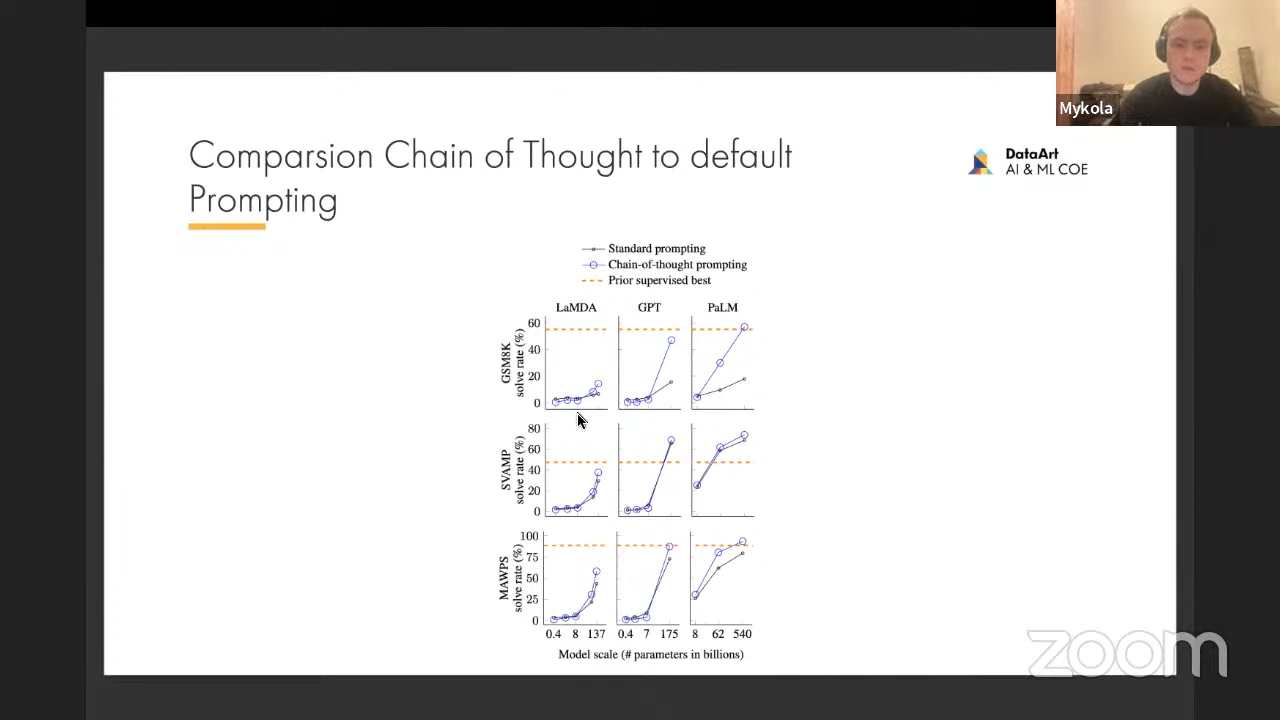 Mykola
Comparsion Chain of Thought to default
Prompting
DataArt
AI & ML COE
Standard prompting
Chain-of-thought prompting
Prior supervised best
LaMDA GPT PaLM
GSM8K
solve rate (%)
60
40
20
0
SVAMP
solve rate (%)
80
60
40
20
0
MAWPS
solve rate (%)
100
75
50
25
0
0.4 8 137 0.4 7 175 8 62 540
Model scale (# parameters in billions)
zoom